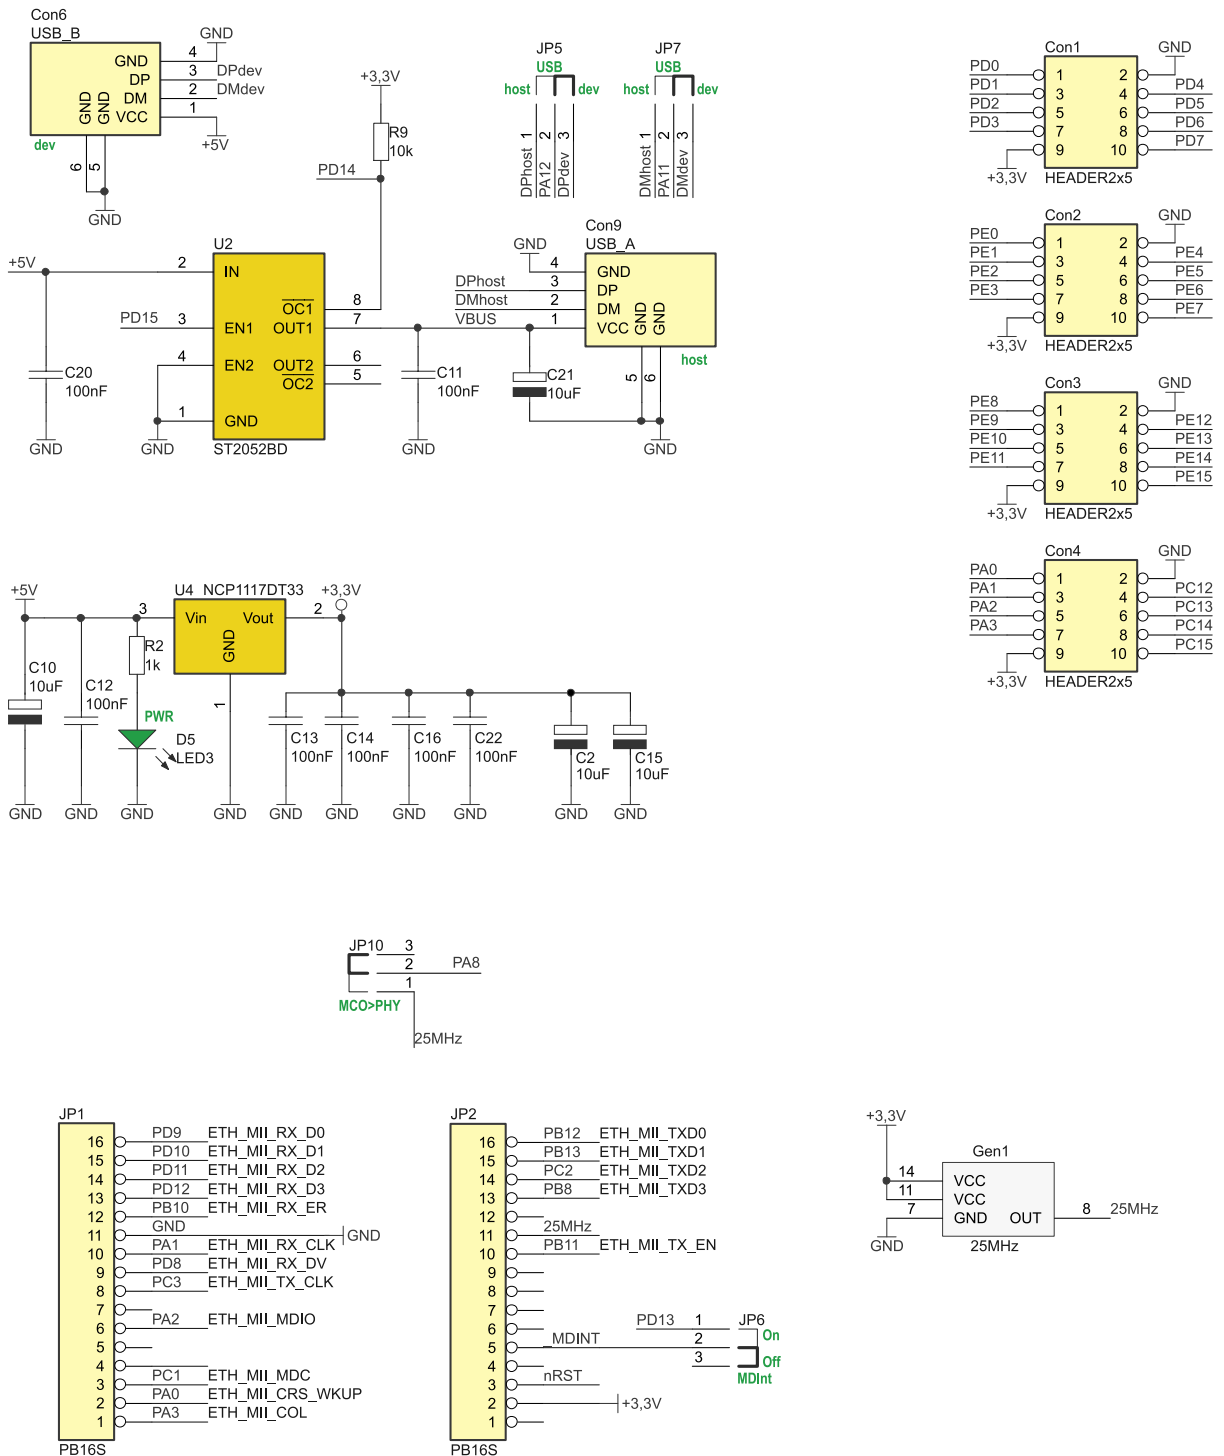 Con6
USB_B
GND
GND 4
DP 3 DPdev
DM 2 DMdev
VCC 1
+5V
GND
GND
dev
6
5
GND
+3,3V
R9
10k
PD14
JP5
USB
host dev
DPhost 1
PA12 2
DPdev 3
JP7
USB
host dev
DMhost 1
PA11 2
DMdev 3
U2
+5V 2 IN
OC1 8
PD15 3 EN1
OUT1 7
4 EN2
OUT2 6
OC2 5
1 GND
ST2052BD
C20
100nF
GND
GND
C11
100nF
GND
C21
10uF
Con9
USB_A
GND 4 GND
DPhost 3 DP
DMhost 2 DM
VBUS 1 VCC
GND
GND
host
5
6
GND
Con1
GND
PD0 1 2
PD1 3 4 PD4
PD2 5 6 PD5
PD3 7 8 PD6
9 10 PD7
+3,3V
HEADER2x5
Con2
GND
PE0 1 2
PE1 3 4 PE4
PE2 5 6 PE5
PE3 7 8 PE6
9 10 PE7
+3,3V
HEADER2x5
Con3
GND
PE8 1 2
PE9 3 4 PE12
PE10 5 6 PE13
PE11 7 8 PE14
9 10 PE15
+3,3V
HEADER2x5
Con4
GND
PA0 1 2
PA1 3 4 PC12
PA2 5 6 PC13
PA3 7 8 PC14
9 10 PC15
+3,3V
HEADER2x5
+5V
U4 NCP1117DT33
+3,3V
3 Vin Vout 2
GND
1
R2
1k
C10
10uF
C12
100nF
PWR
D5
LED3
C13
100nF
C14
100nF
C16
100nF
C22
100nF
C2
10uF
C15
10uF
GND GND GND GND GND GND GND GND GND GND
JP10 3
2 PA8
1
MCO>PHY
25MHz
JP1
16 PD9 ETH_MII_RX_D0
15 PD10 ETH_MII_RX_D1
14 PD11 ETH_MII_RX_D2
13 PD12 ETH_MII_RX_D3
12 PB10 ETH_MII_RX_ER
11 GND GND
10 PA1 ETH_MII_RX_CLK
9 PD8 ETH_MII_RX_DV
8 PC3 ETH_MII_TX_CLK
7
6 PA2 ETH_MII_MDIO
5
4
3 PC1 ETH_MII_MDC
2 PA0 ETH_MII_CRS_WKUP
1 PA3 ETH_MII_COL
PB16S
JP2
16 PB12 ETH_MII_TXD0
15 PB13 ETH_MII_TXD1
14 PC2 ETH_MII_TXD2
13 PB8 ETH_MII_TXD3
12
11 25MHz
10 PB11 ETH_MII_TX_EN
9
8
7
6
5 _MDINT
4
3 nRST
2 +3,3V
1
PB16S
PD13 1 JP6
On
2
3 Off
MDInt
+3,3V
Gen1
14 VCC
11 VCC
7 GND OUT 8 25MHz
GND
25MHz